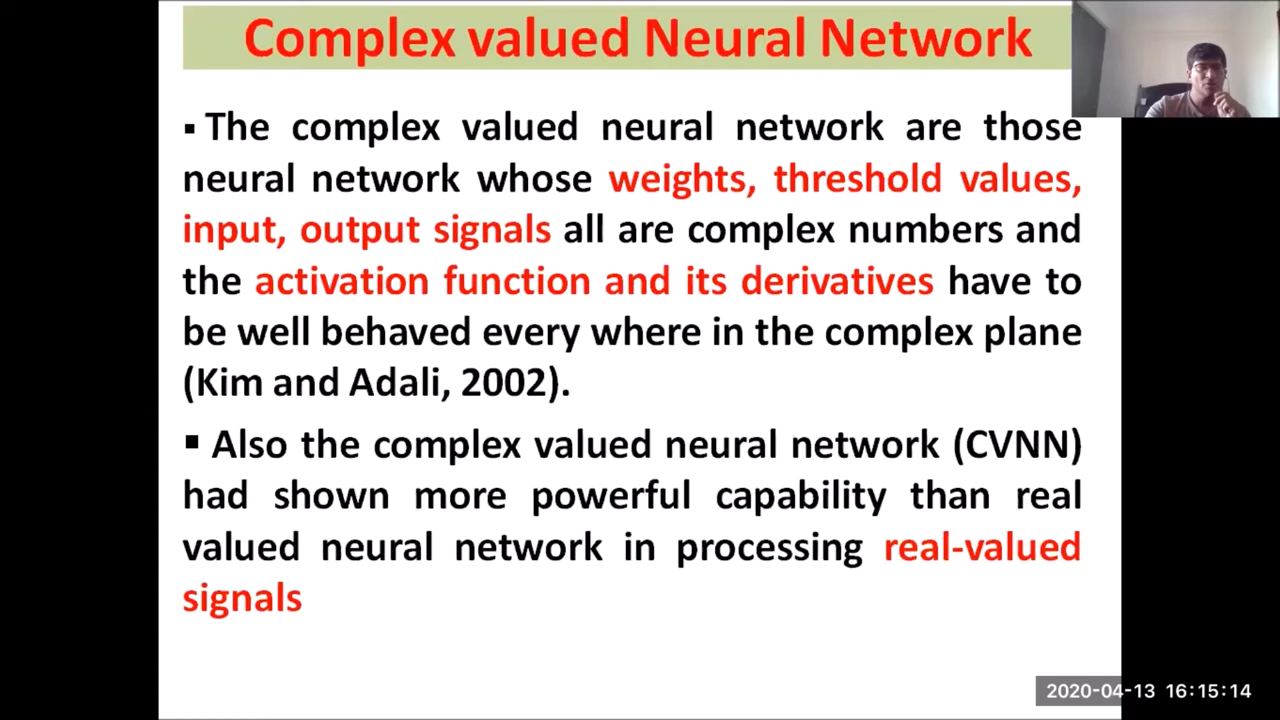 Complex valued Neural Network
▪ The complex valued neural network are those
neural network whose weights, threshold values,
input, output signals all are complex numbers and
the activation function and its derivatives have to
be well behaved every where in the complex plane
(Kim and Adali, 2002).
▪ Also the complex valued neural network (CVNN)
had shown more powerful capability than real
valued neural network in processing real-valued
signals
2020-04-13 16:15:14